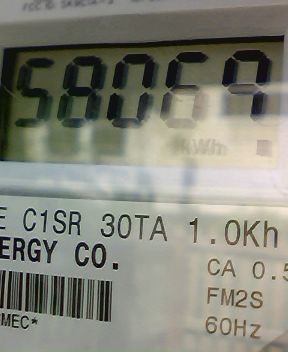 58069
kWh
E C1SR 30TA 1.0Kh
ERGY CO.
CA 0.5
FM2S
MEC*
60Hz